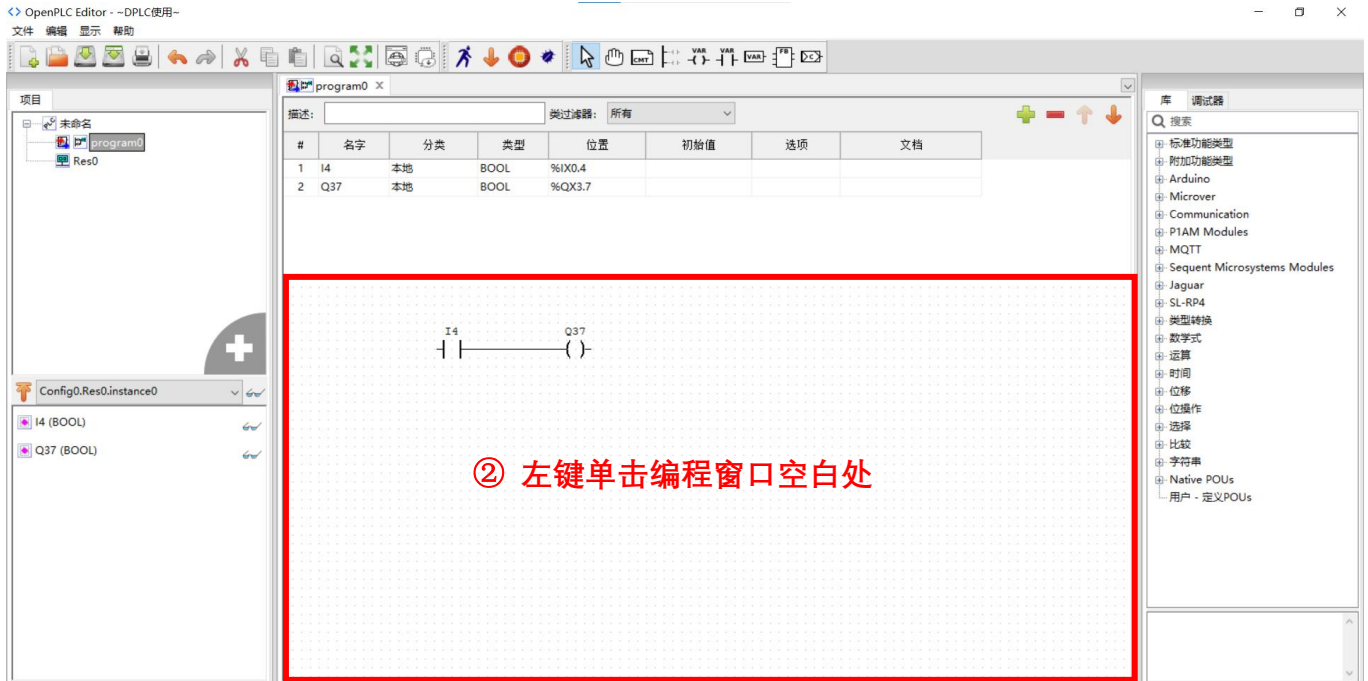 OpenPLC Editor - ~DPLC使用~
文件 编辑 显示 帮助
CMT VAR VAR VAR FB
项目
未命名
program0
Res0
Config0.Res0.instance0
I4 (BOOL)
Q37 (BOOL)
program0
描述: 类过滤器: 所有
# 名字 分类 类型 位置 初始值 选项 文档
1 I4 本地 BOOL %IX0.4
2 Q37 本地 BOOL %QX3.7
I4 Q37
② 左键单击编程窗口空白处
库 调试器
搜索
标准功能类型
附加功能类型
Arduino
Microver
Communication
P1AM Modules
MQTT
Sequent Microsystems Modules
Jaguar
SL-RP4
类型转换
数学式
运算
时间
位移
位操作
选择
比较
字符串
Native POUs
用户 - 定义POUs